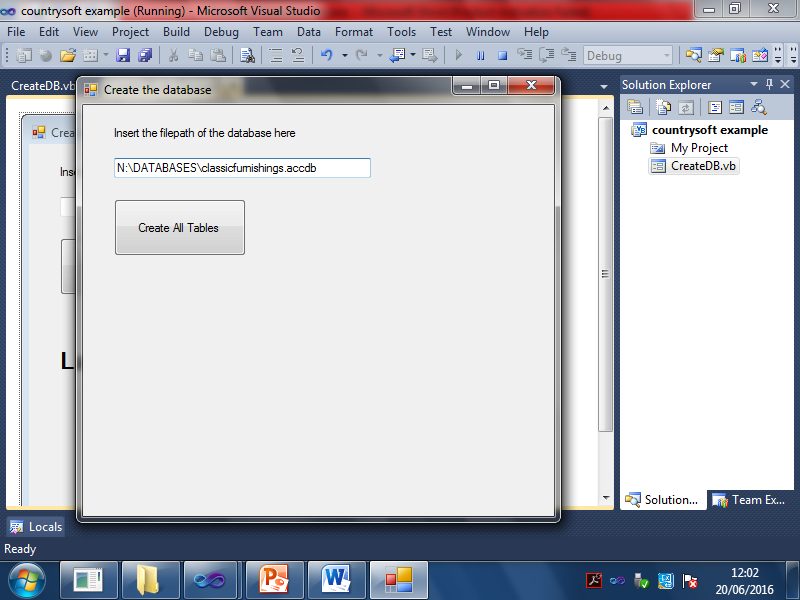 countrysoft example (Running) - Microsoft Visual Studio
File Edit View Project Build Debug Team Data Format Tools Test Window Help
Debug
CreateDB.vb
Solution Explorer
Create the database
countrysoft example
My Project
CreateDB.vb
Crea
Insert the filepath of the database here
Inse
N:\DATABASES\classicfurnishings.accdb
Create All Tables
L
Solution...
Team Ex...
Locals
Ready
12:02
20/06/2016